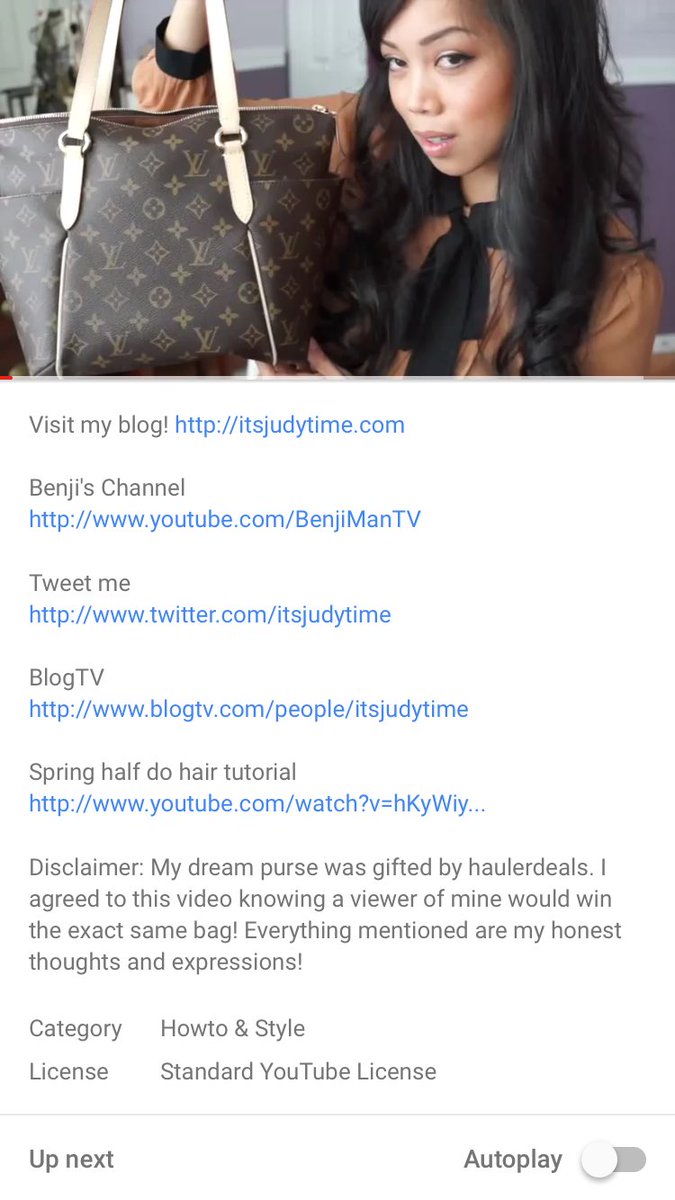 Visit my blog! http://itsjudytime.com
Benji's Channel
http://www.youtube.com/BenjiManTV
Tweet me
http://www.twitter.com/itsjudytime
BlogTV
http://www.blogtv.com/people/itsjudytime
Spring half do hair tutorial
http://www.youtube.com/watch?v=hKyWiy...
Disclaimer: My dream purse was gifted by haulerdeals. I
agreed to this video knowing a viewer of mine would win
the exact same bag! Everything mentioned are my honest
thoughts and expressions!
Category Howto & Style
License Standard YouTube License
Up next Autoplay